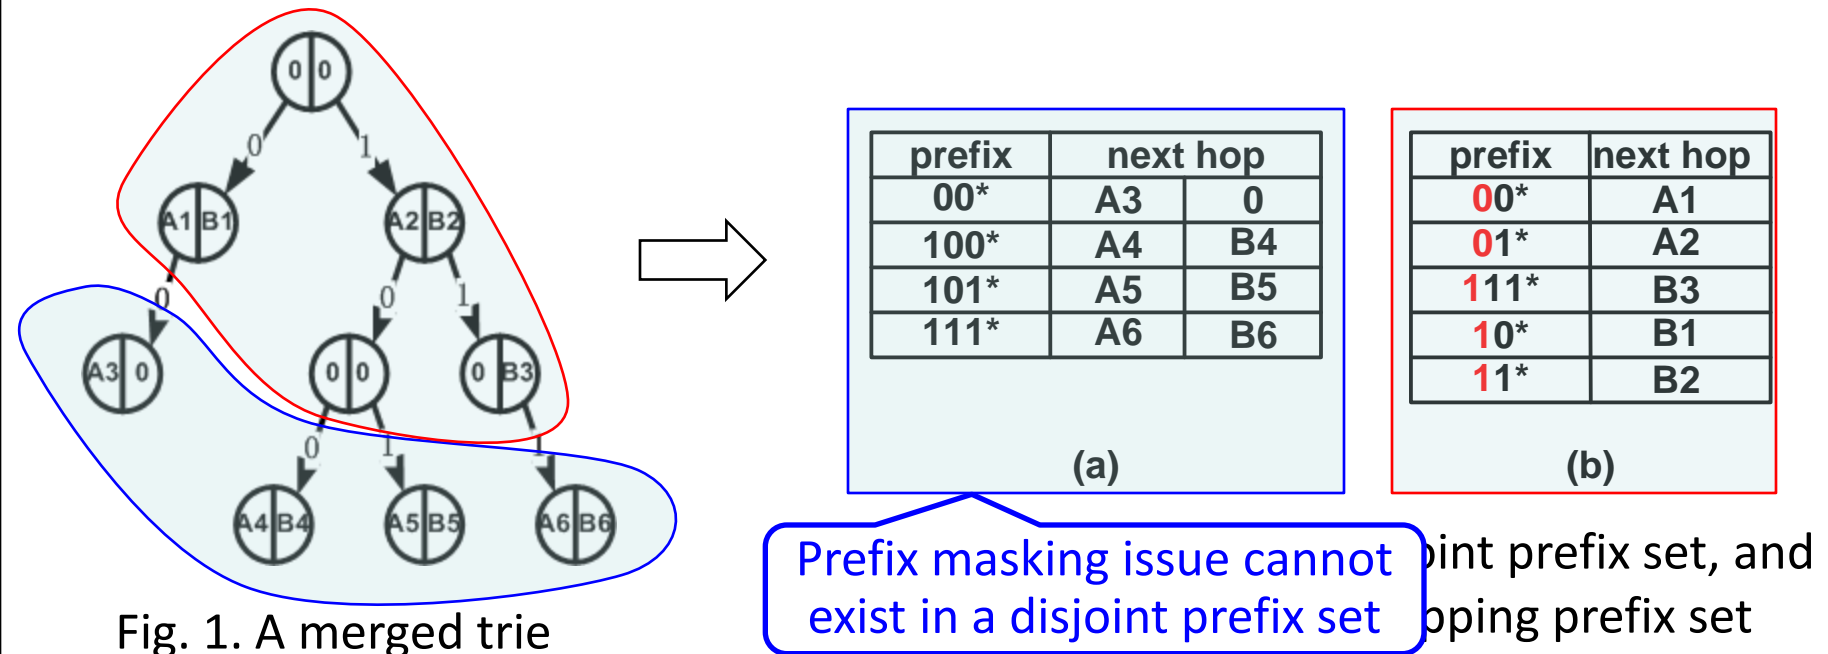 0 0
0 1
A1 B1 A2 B2
0 0 1
A3 0 0 0 0 B3
0 1 1
A4 B4 A5 B5 A6 B6
Fig. 1. A merged trie
prefix next hop
00* A3 0
100* A4 B4
101* A5 B5
111* A6 B6
(a)
prefix next hop
00* A1
01* A2
111* B3
10* B1
11* B2
(b)
Prefix masking issue cannot
exist in a disjoint prefix set
prefix set, and
prefix set